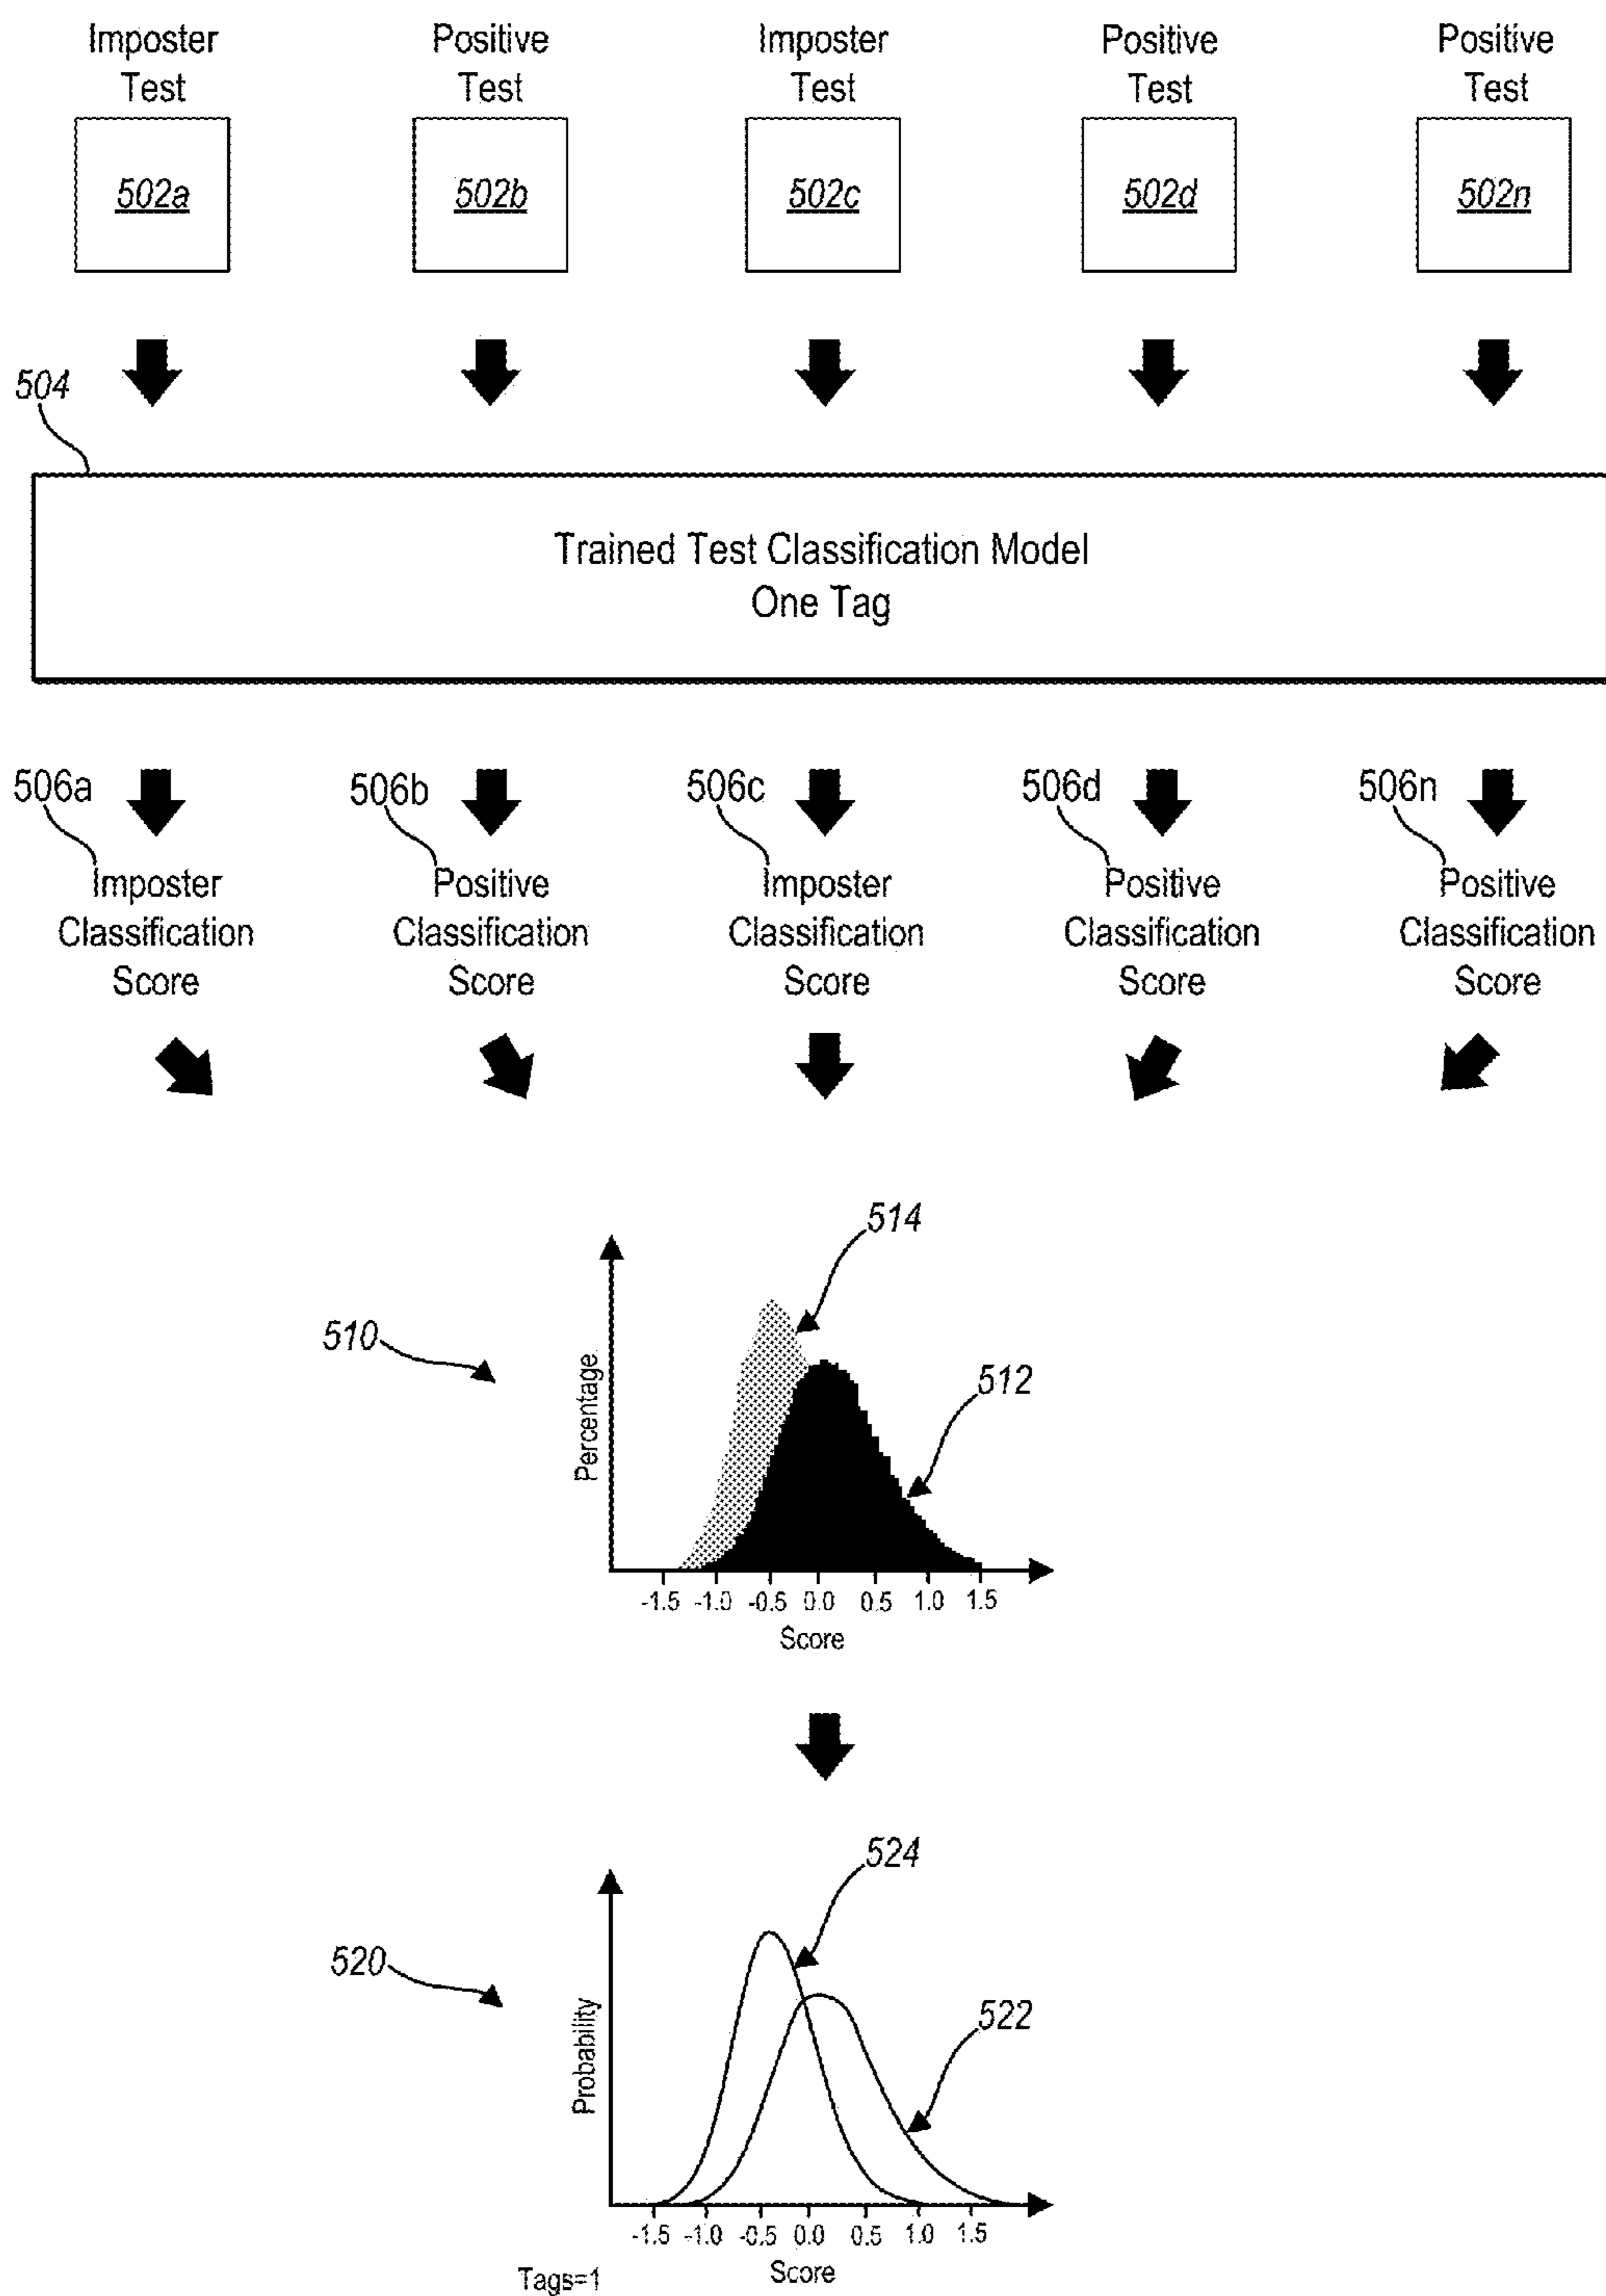 Imposter Test
Positive Test
Imposter Test
Positive Test
Positive Test
502a
502b
502c
502d
502n
504
Trained Test Classification Model
One Tag
506a
506b
506c
506d
506n
Imposter Classification Score
Positive Classification Score
Imposter Classification Score
Positive Classification Score
Positive Classification Score
514
510
512
Percentage
-1.5 -1.0 -0.5 0.0 0.5 1.0 1.5
Score
524
520
522
Probability
-1.5 -1.0 -0.5 0.0 0.5 1.0 1.5
Score
Tags=1